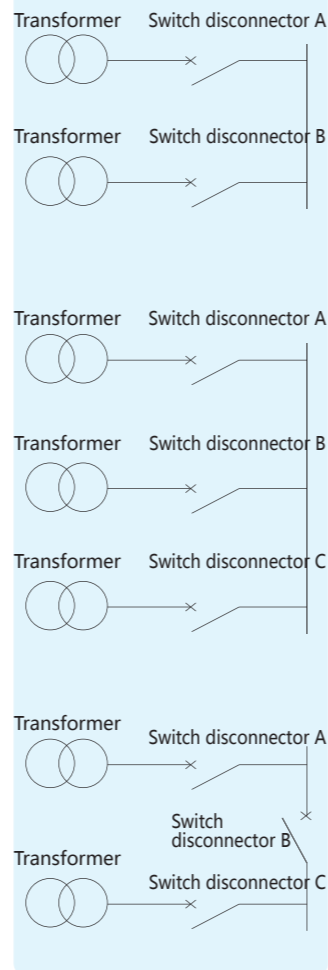 Transformer Switch disconnector A
Transformer Switch disconnector B
Transformer Switch disconnector A
Transformer Switch disconnector B
Transformer Switch disconnector C
Transformer
Switch disconnector A
Switch
disconnector B
Transformer
Switch disconnector C